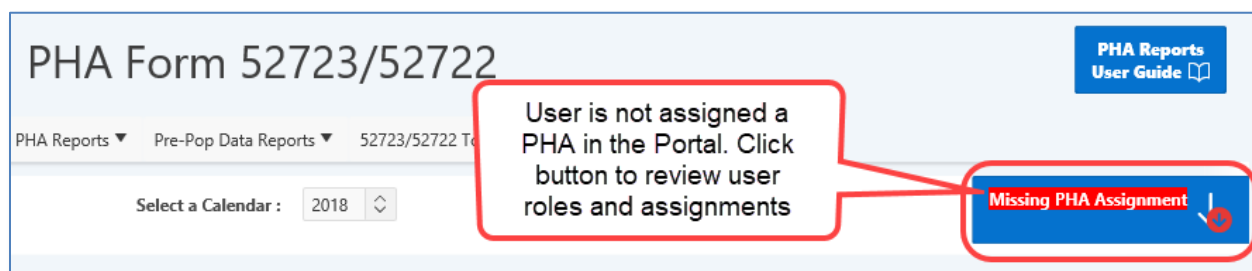 PHA Form 52723/52722
PHA Reports
User Guide
PHA Reports
Pre-Pop Data Reports
52723/52722 To
User is not assigned a
PHA in the Portal. Click
button to review user
roles and assignments
Select a Calendar :
2018
Missing PHA Assignment